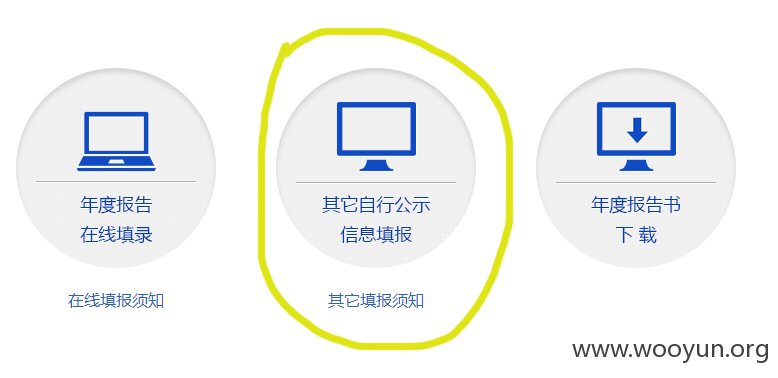 年度报告
在线填录
在线填报须知
其它自行公示
信息填报
其它填报须知
年度报告书
下 载
www.wooyun.org